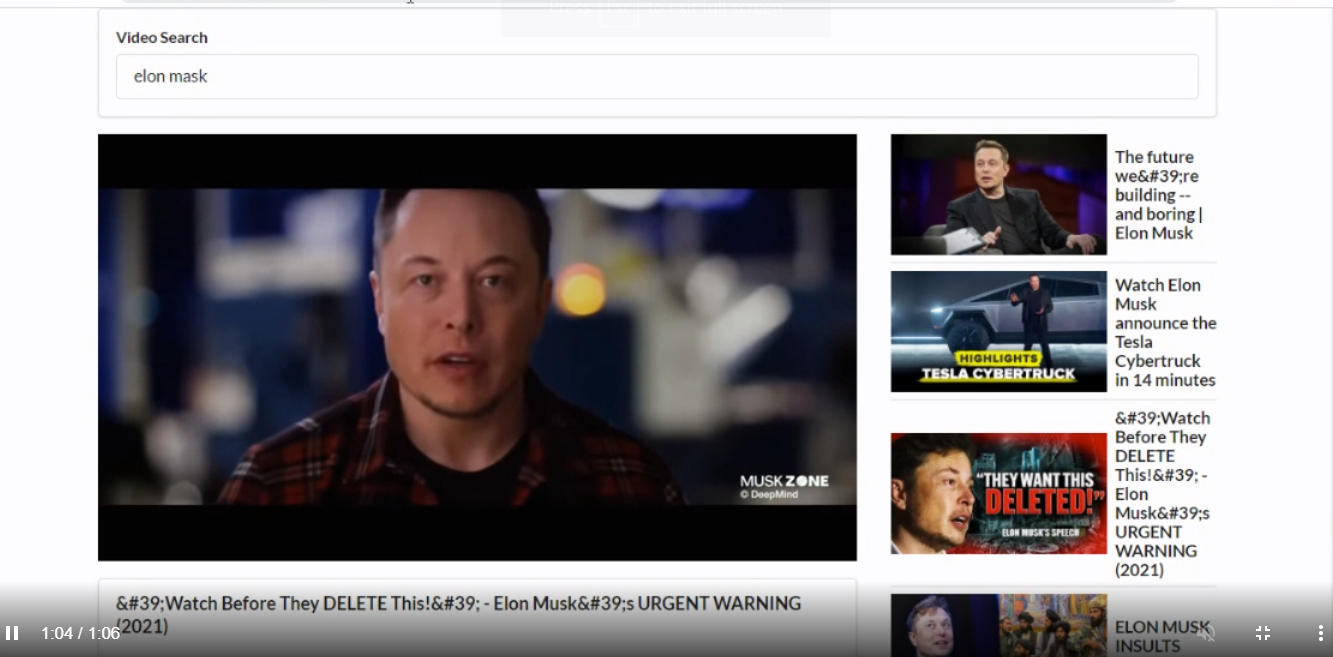 Video Search
elon mask
MUSK ZONE
© DeepMind
&#39;Watch Before They DELETE This!&#39; - Elon Musk&#39;s URGENT WARNING
(2021)
The future
we&#39;re
building --
and boring |
Elon Musk
HIGHLIGHTS
TESLA CYBERTRUCK
Watch Elon
Musk
announce the
Tesla
Cybertruck
in 14 minutes
"THEY WANT THIS
DELETED!"
ELON MUSK'S SPEECH
&#39;Watch
Before They
DELETE
This!&#39; -
Elon
Musk&#39;s
URGENT
WARNING
(2021)
ELON MUSK
INSULTS
1:04 / 1:06